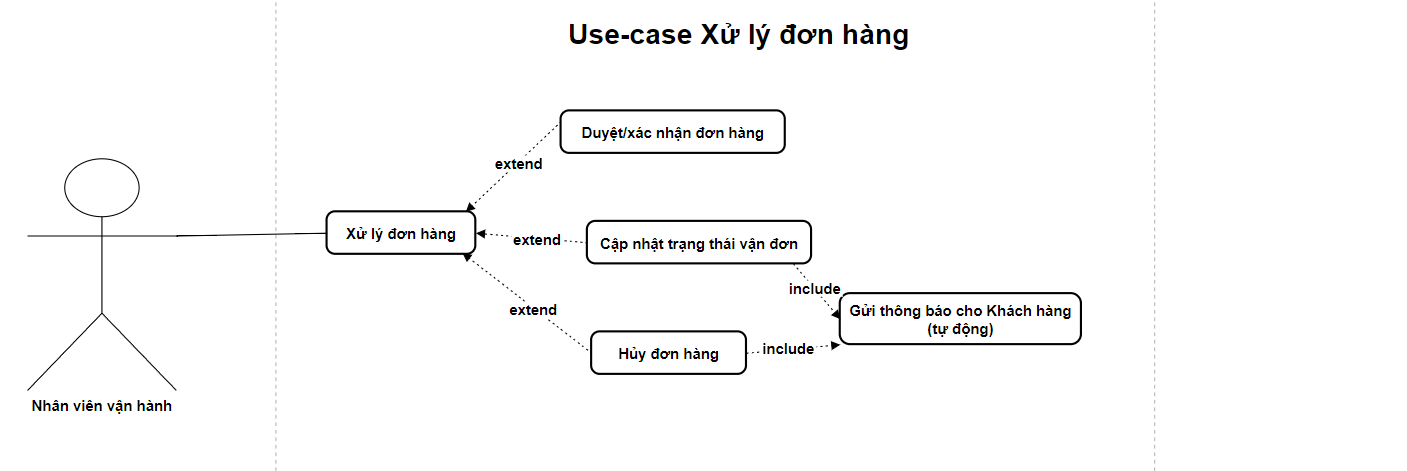 Use-case Xử lý đơn hàng
Duyệt/xác nhận đơn hàng
extend
Xử lý đơn hàng
extend
Cập nhật trạng thái vận đơn
include
extend
Gửi thông báo cho Khách hàng
(tự động)
Hủy đơn hàng
include
Nhân viên vận hành